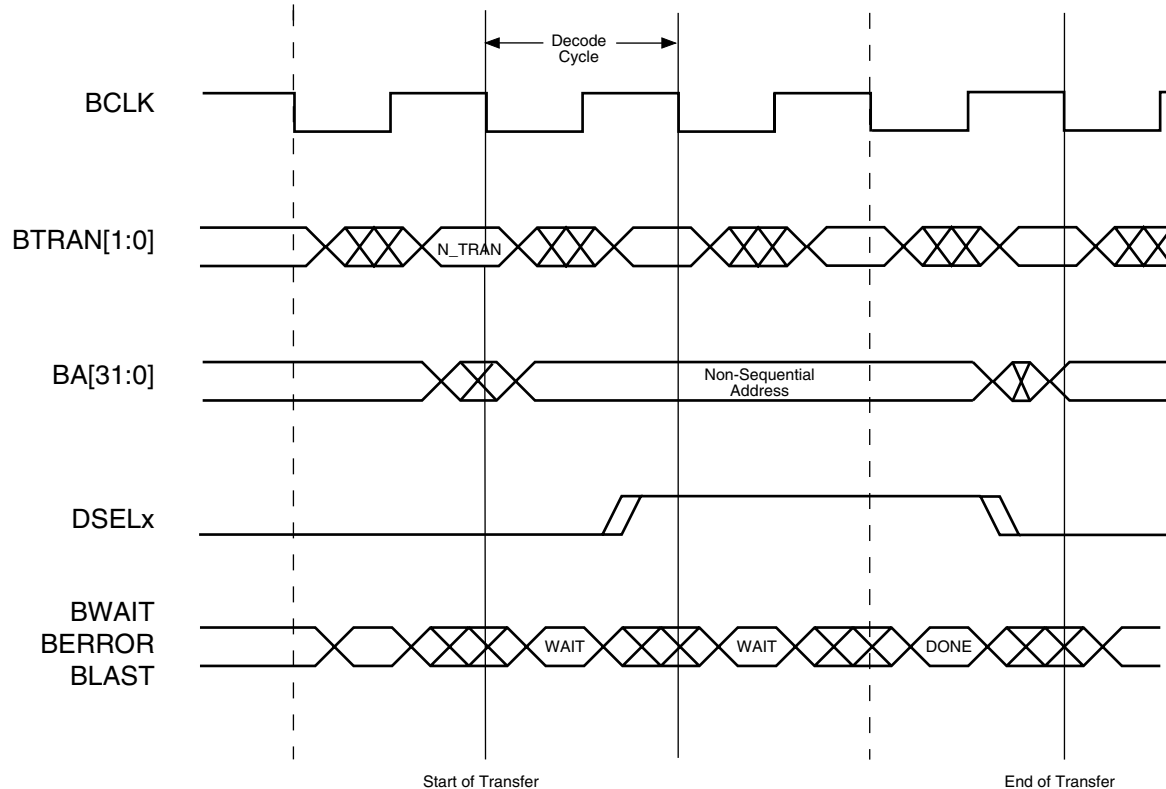 Decode
Cycle
BCLK
BTRAN[1:0]
N_TRAN
BA[31:0]
Non-Sequential
Address
DSELx
BWAIT
BERROR
BLAST
WAIT
WAIT
DONE
Start of Transfer
End of Transfer